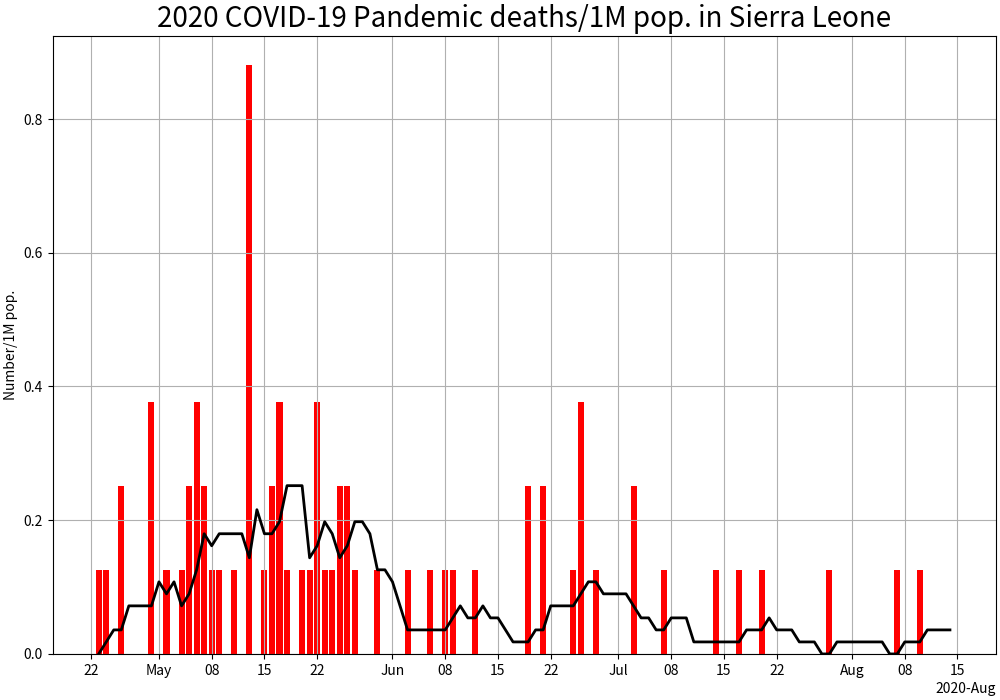 2020 COVID-19 Pandemic deaths/1M pop. in Sierra Leone
Number/1M pop.
0.8
0.6
0.4
0.2
0.0
22 May 08 15 22 Jun 08 15 22 Jul 08 15 22 Aug 08 15
2020-Aug